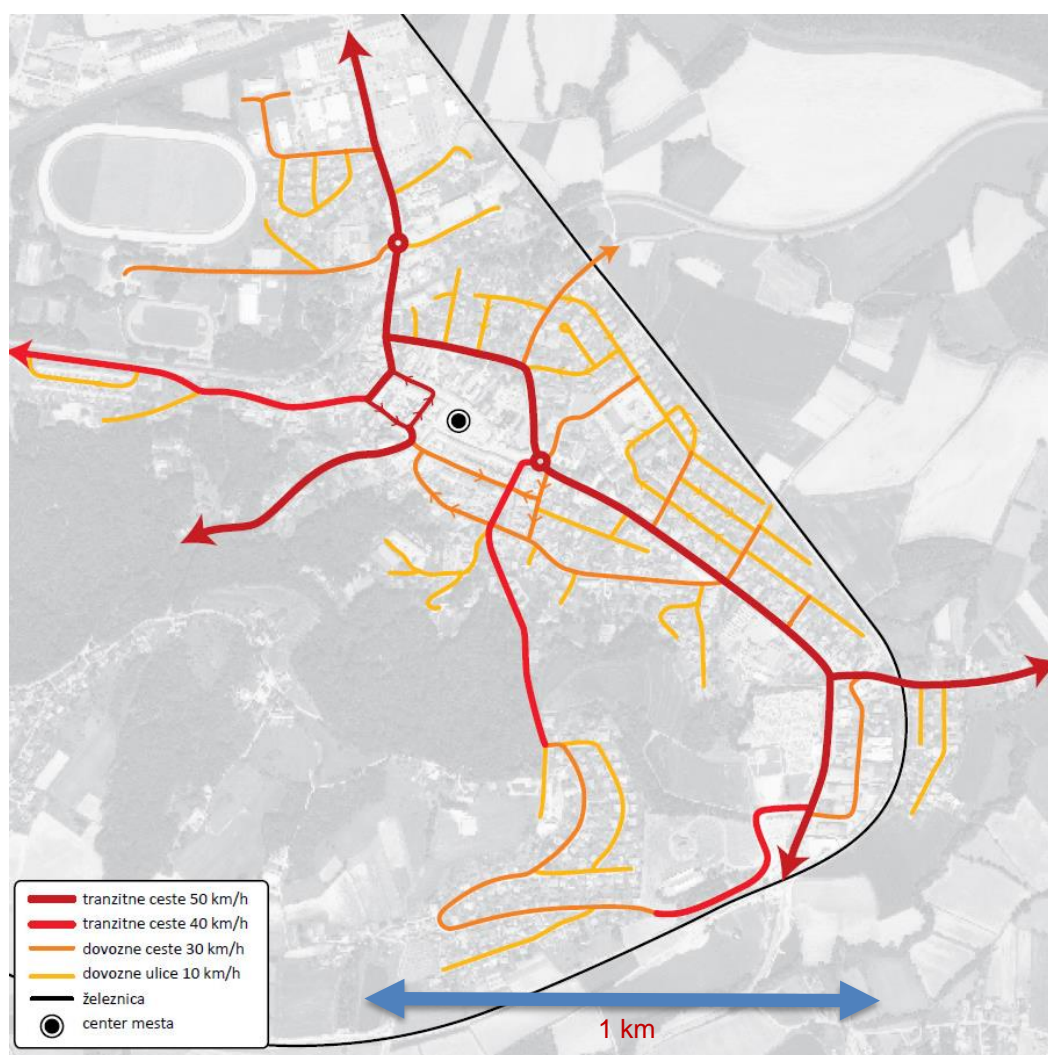 tranzitne ceste 50 km/h
tranzitne ceste 40 km/h
dovozne ceste 30 km/h
dovozne ulice 10 km/h
železnica
center mesta
1 km